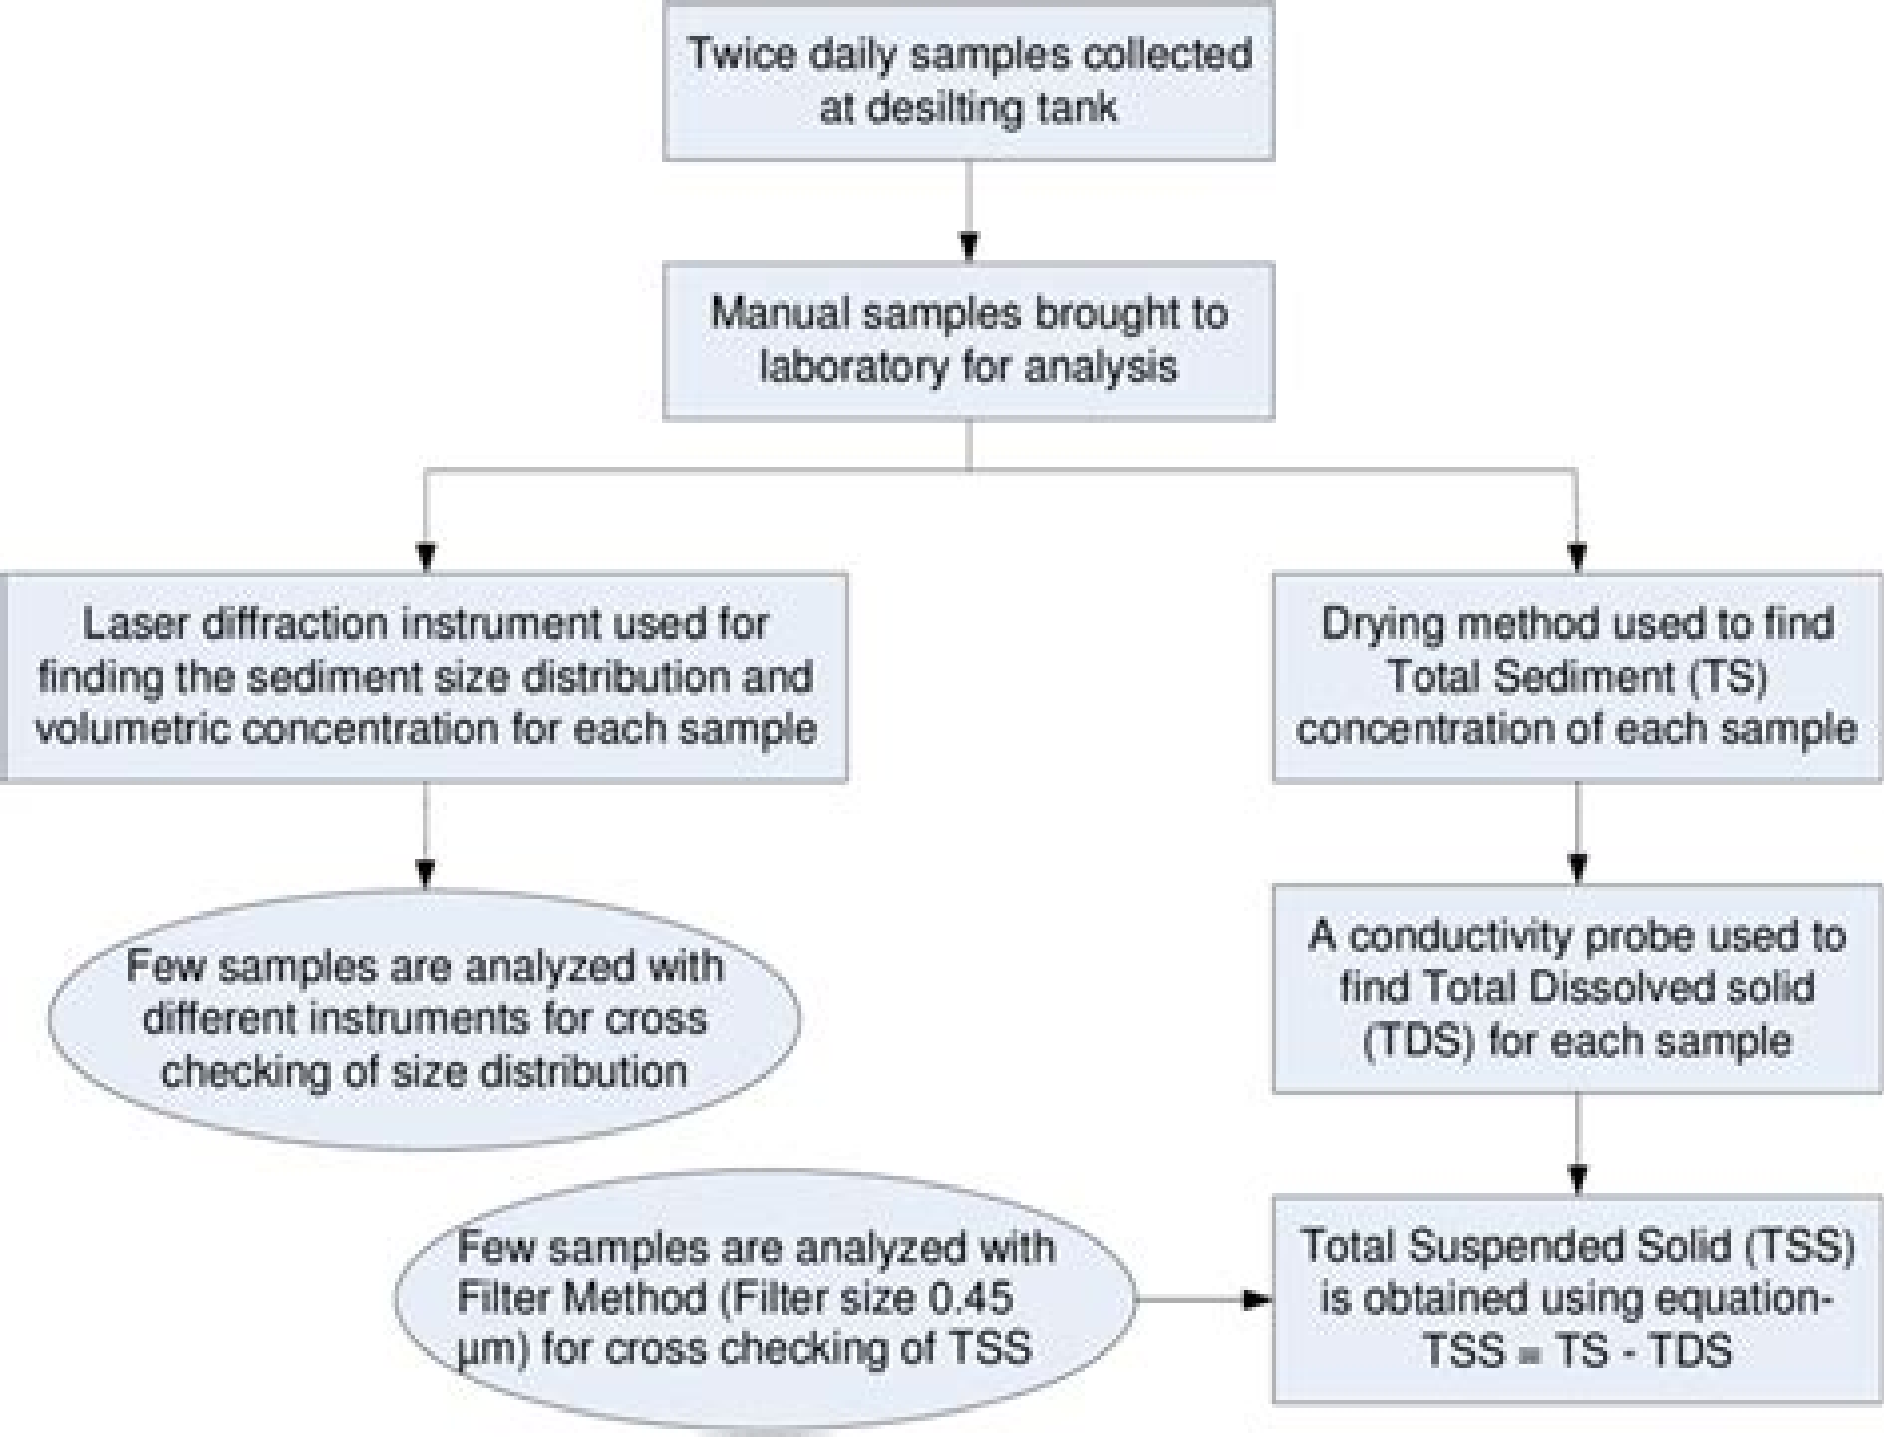 Twice daily samples collected
at desilting tank
Manual samples brought to
laboratory for analysis
Laser diffraction instrument used for
finding the sediment size distribution and
volumetric concentration for each sample
Drying method used to find
Total Sediment (TS)
concentration of each sample
Few samples are analyzed with
different instruments for cross
checking of size distribution
A conductivity probe used to
find Total Dissolved solid
(TDS) for each sample
Few samples are analyzed with
Filter Method (Filter size 0.45
µm) for cross checking of TSS
Total Suspended Solid (TSS)
is obtained using equation-
TSS = TS - TDS